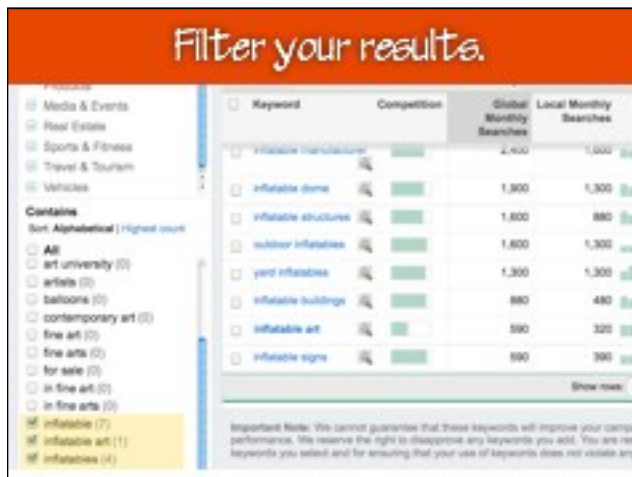 Filter your results.
Products
Media & Events
Real Estate
Sports & Fitness
Travel & Tourism
Vehicles
Contains
Sort: Alphabetical | Highest count
All
art university (0)
artists (0)
balloons (0)
contemporary art (0)
fine art (0)
fine arts (0)
for sale (0)
in fine art (0)
in fine arts (0)
inflatable (7)
inflatable art (1)
inflatables (4)
Keyword Competition Global Monthly Searches Local Monthly Searches
inflatable manufacturer 2,400
inflatable dome 1,900 1,300
inflatable structures 1,600 880
outdoor inflatables 1,600 1,300
yard inflatables 1,300 1,300
inflatable buildings 880 480
inflatable art 590 320
inflatable signs 590 390
Show rows:
Important Note: We cannot guarantee that these keywords will improve your
performance. We reserve the right to disapprove any keywords you add. You are
keywords you select and for ensuring that your use of keywords does not violate